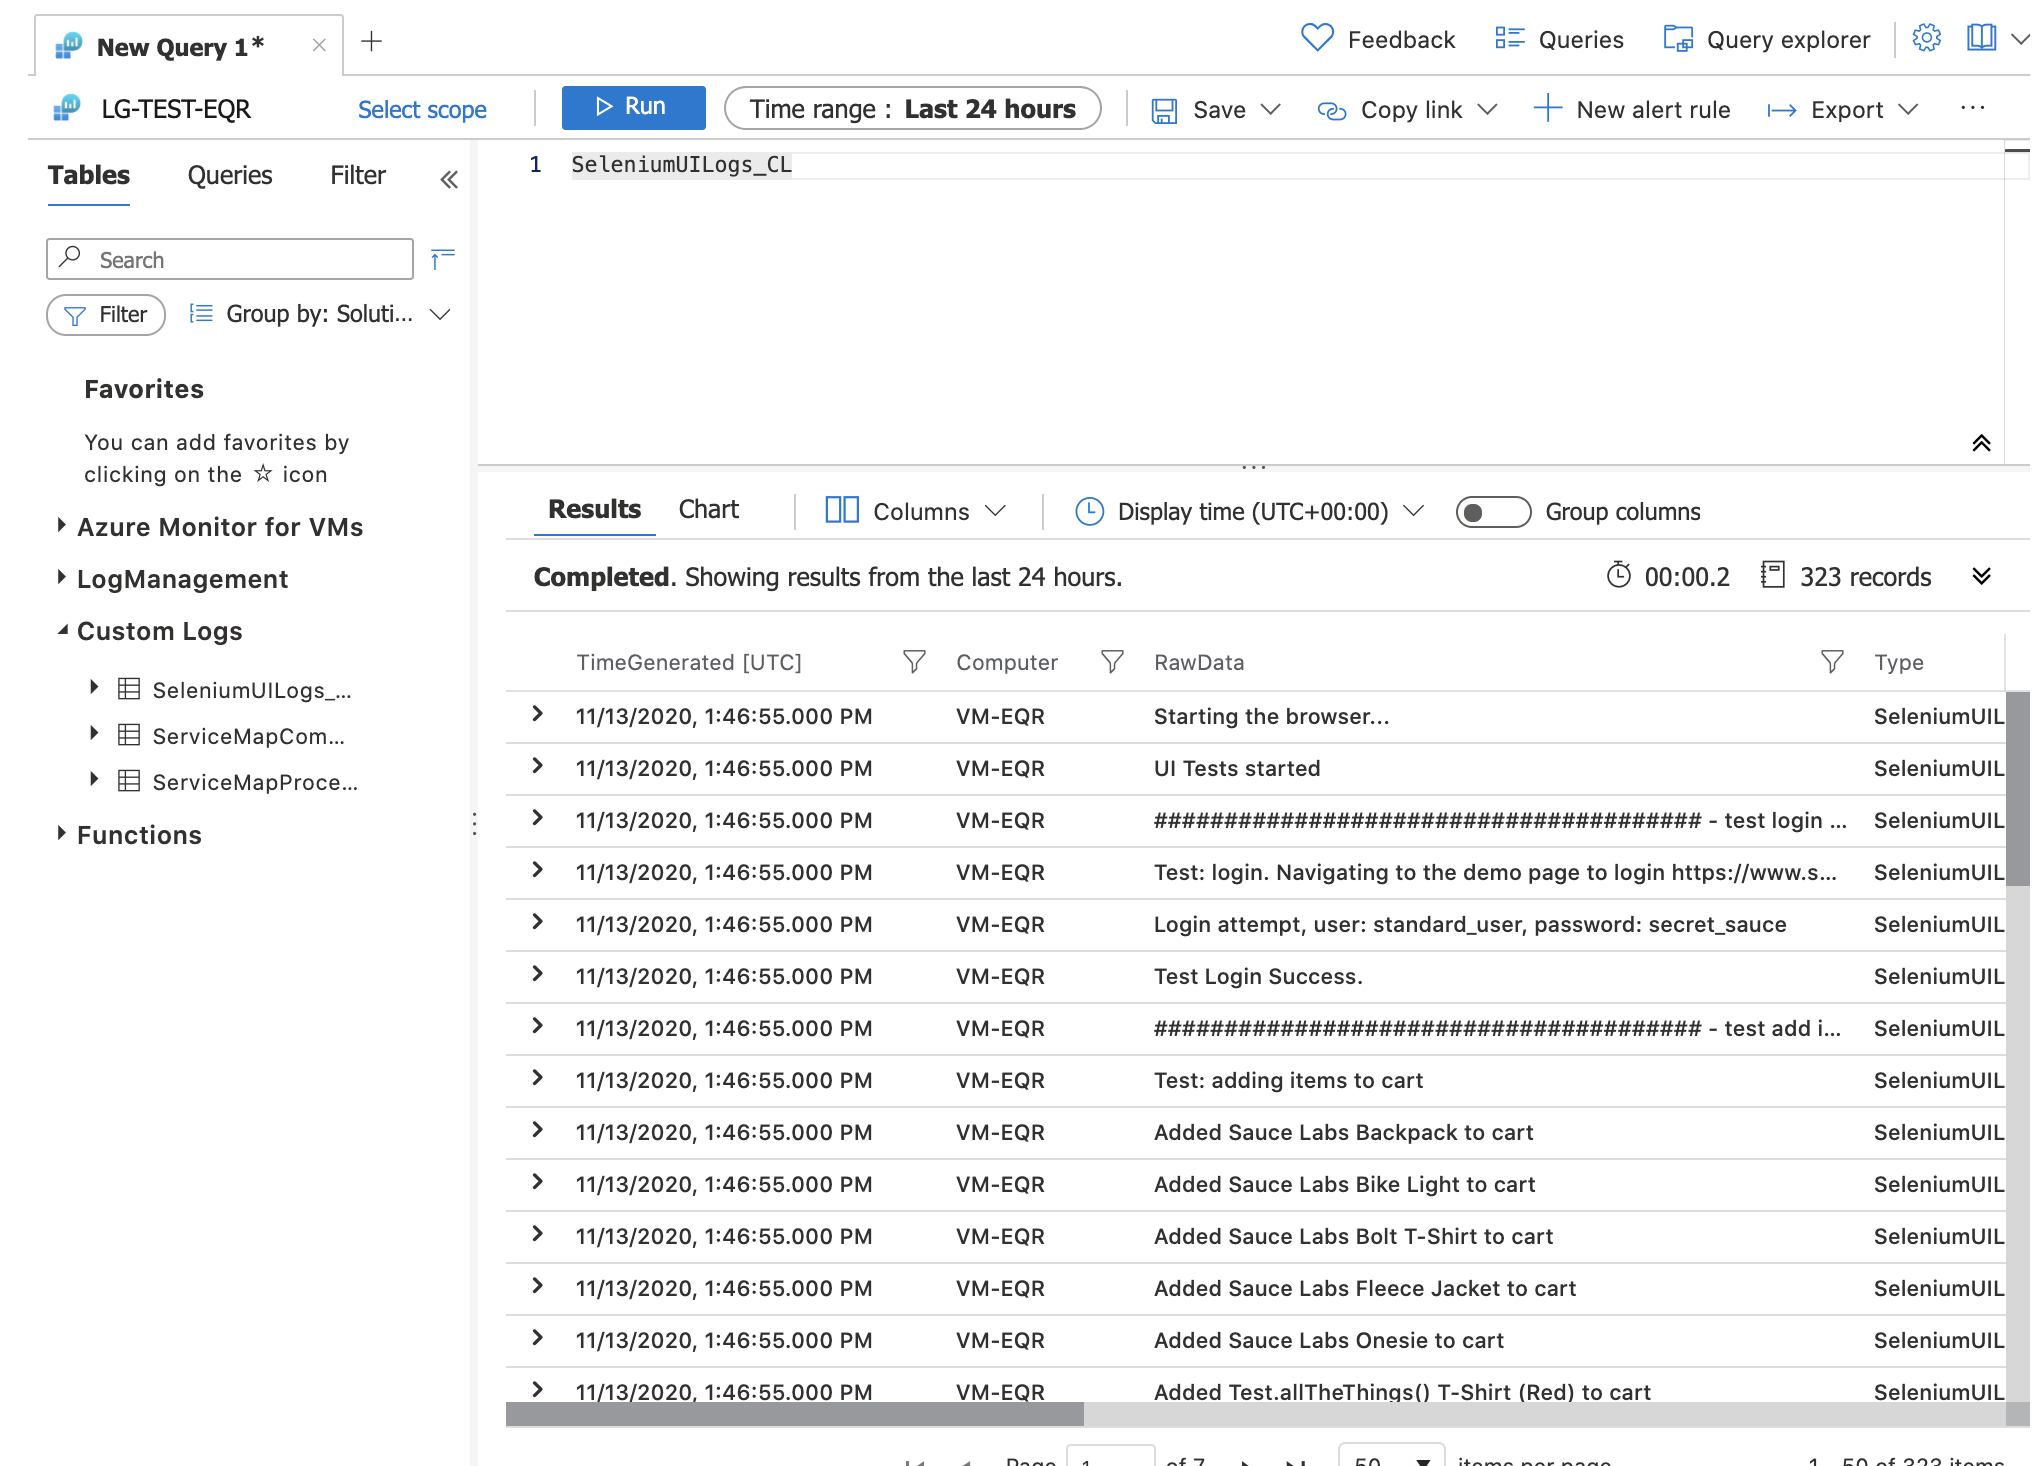 New Query 1*
Feedback
Queries
Query explorer
LG-TEST-EQR
Select scope
Run
Time range : Last 24 hours
Save
Copy link
New alert rule
Export
Tables
Queries
Filter
1 SeleniumUILogs_CL
Search
Filter
Group by: Soluti...
Favorites
You can add favorites by
clicking on the ☆ icon
Azure Monitor for VMs
LogManagement
Custom Logs
SeleniumUILogs_...
ServiceMapCom...
ServiceMapProce...
Functions
Results
Chart
Columns
Display time (UTC+00:00)
Group columns
Completed. Showing results from the last 24 hours.
00:00.2
323 records
TimeGenerated [UTC] Computer RawData Type
11/13/2020, 1:46:55.000 PM VM-EQR Starting the browser... SeleniumUIL
11/13/2020, 1:46:55.000 PM VM-EQR UI Tests started SeleniumUIL
11/13/2020, 1:46:55.000 PM VM-EQR ####################################### - test login ... SeleniumUIL
11/13/2020, 1:46:55.000 PM VM-EQR Test: login. Navigating to the demo page to login https://www.s... SeleniumUIL
11/13/2020, 1:46:55.000 PM VM-EQR Login attempt, user: standard_user, password: secret_sauce SeleniumUIL
11/13/2020, 1:46:55.000 PM VM-EQR Test Login Success. SeleniumUIL
11/13/2020, 1:46:55.000 PM VM-EQR ####################################### - test add i... SeleniumUIL
11/13/2020, 1:46:55.000 PM VM-EQR Test: adding items to cart SeleniumUIL
11/13/2020, 1:46:55.000 PM VM-EQR Added Sauce Labs Backpack to cart SeleniumUIL
11/13/2020, 1:46:55.000 PM VM-EQR Added Sauce Labs Bike Light to cart SeleniumUIL
11/13/2020, 1:46:55.000 PM VM-EQR Added Sauce Labs Bolt T-Shirt to cart SeleniumUIL
11/13/2020, 1:46:55.000 PM VM-EQR Added Sauce Labs Fleece Jacket to cart SeleniumUIL
11/13/2020, 1:46:55.000 PM VM-EQR Added Sauce Labs Onesie to cart SeleniumUIL
11/13/2020, 1:46:55.000 PM VM-EQR Added Test.allTheThings() T-Shirt (Red) to cart SeleniumUIL
Page 1 of 7 50 items per page 1 - 50 of 323 items